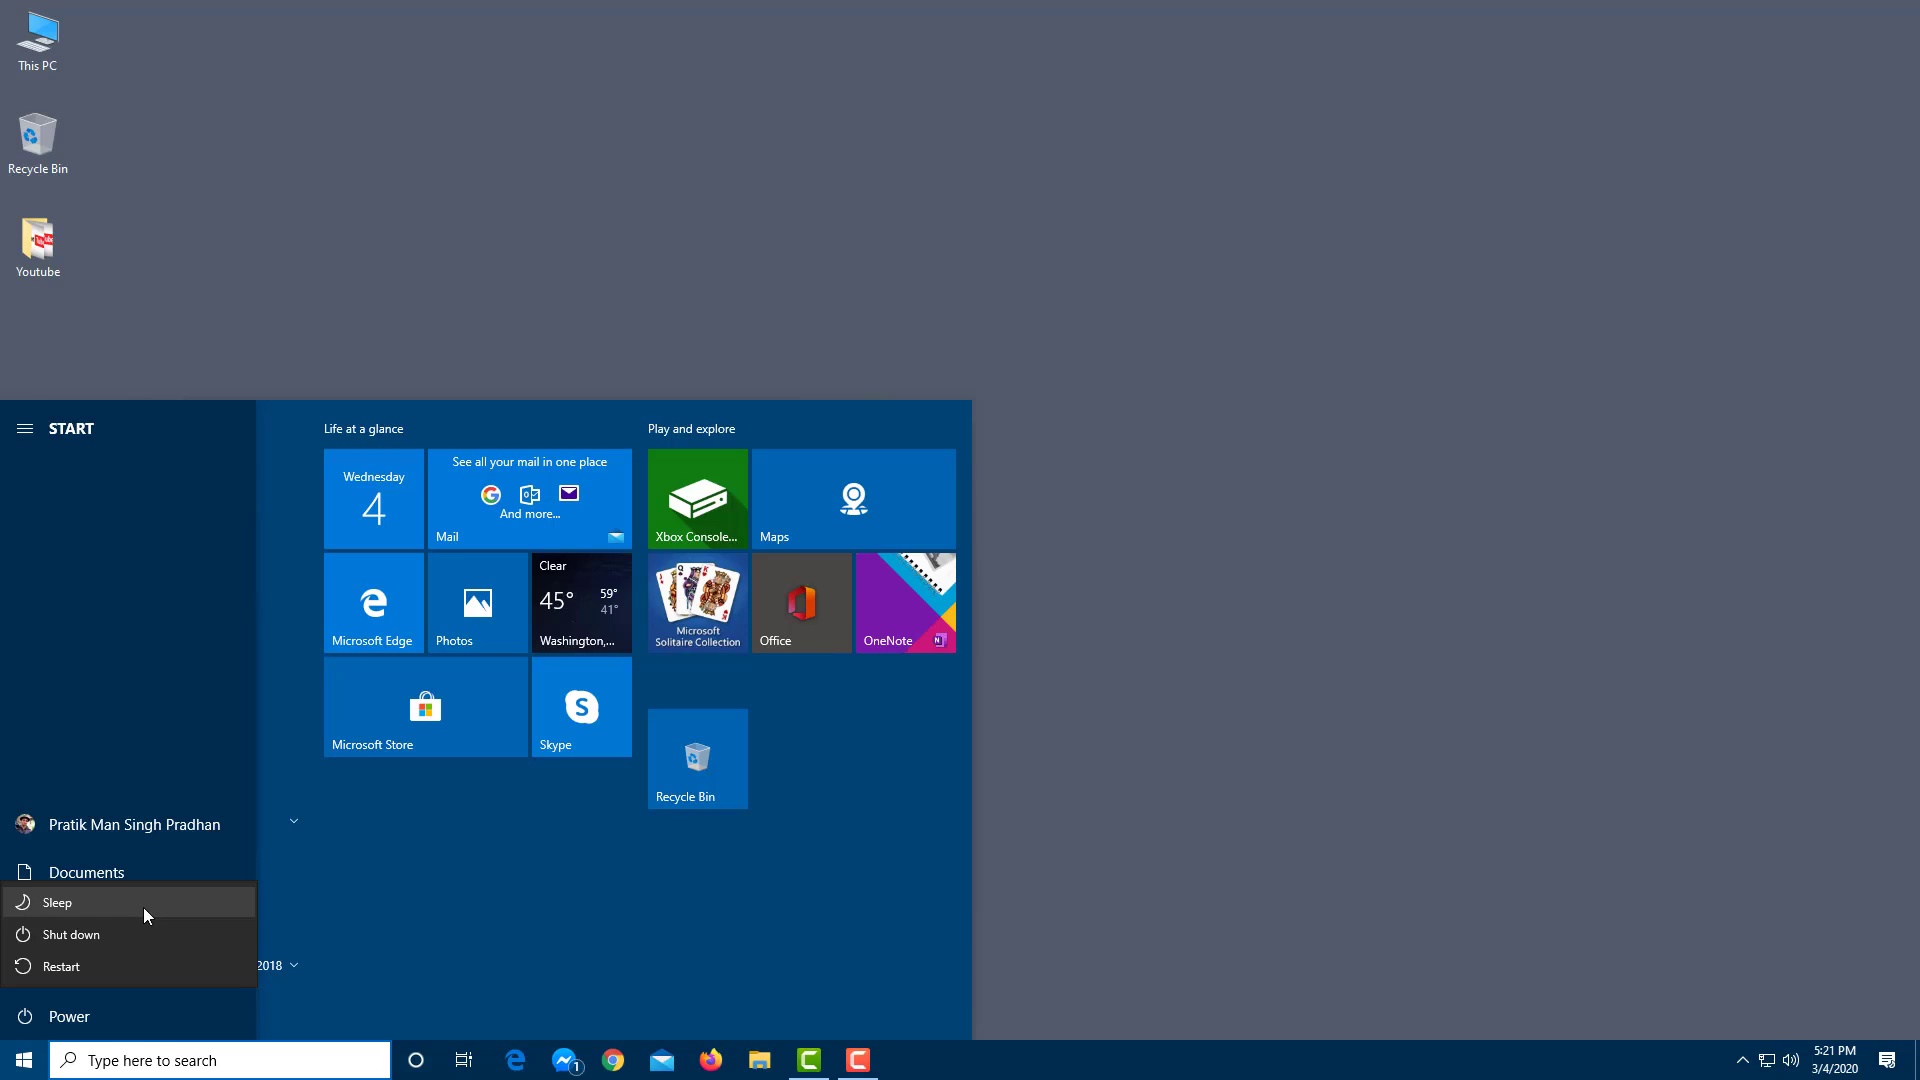 This PC
Recycle Bin
Youtube
START
Life at a glance
Play and explore
Wednesday
4
See all your mail in one place
And more...
Mail
Xbox Console...
Maps
Microsoft Edge
Photos
Clear
45° 59°
41°
Washington,...
Microsoft
Solitaire Collection
Office
OneNote
Microsoft Store
Skype
Recycle Bin
Pratik Man Singh Pradhan
Documents
Sleep
Shut down
Restart
2018
Power
Type here to search
1
5:21 PM
3/4/2020